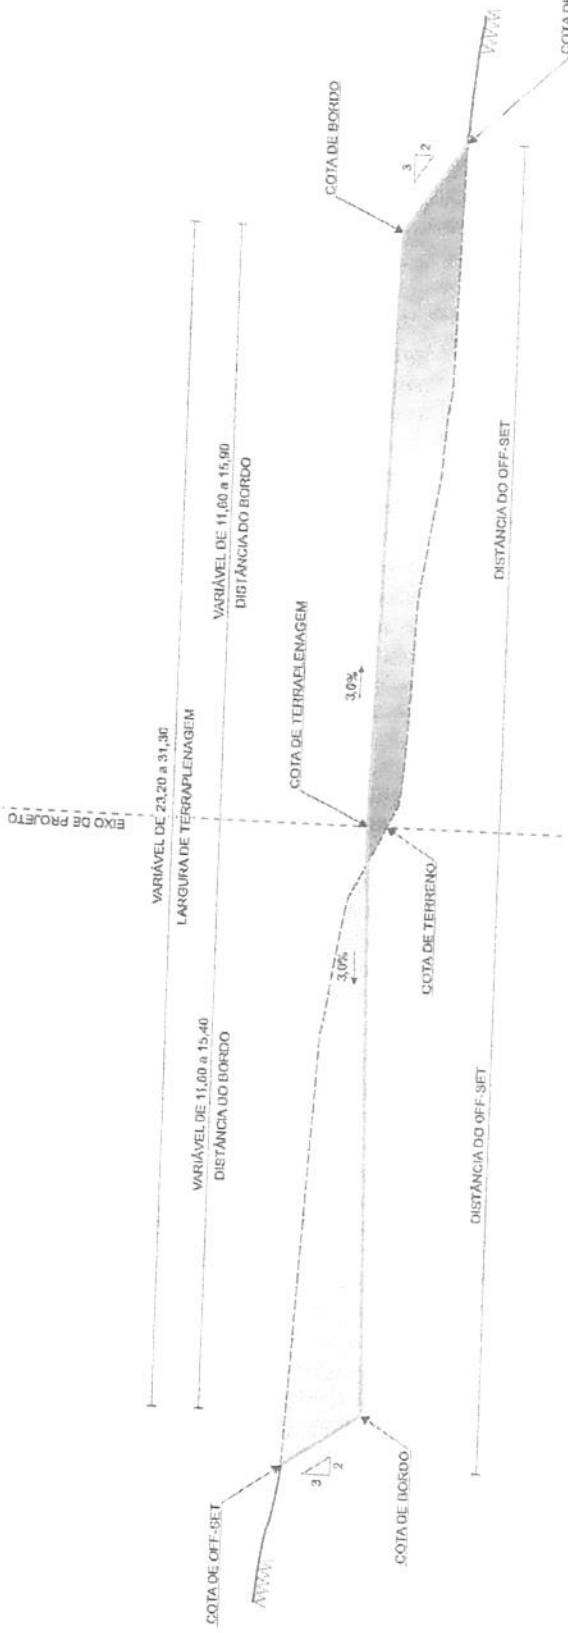 EIXO DE PROJETO
VARIÁVEL DE 23,20 a 31,30
LARGURA DE TERRAPLENAGEM
VARIÁVEL DE 11,60 a 15,40
DISTÂNCIA DO BORDO
VARIÁVEL DE 11,60 a 15,90
DISTÂNCIA DO BORDO
COTA DE OFF-SET
3
2
COTA DE BORDO
3,0%
COTA DE TERRENO
COTA DE TERRAPLENAGEM
3,0%
COTA DE BORDO
3
2
COTA DE
DISTÂNCIA DO OFF-SET
DISTÂNCIA DO OFF-SET